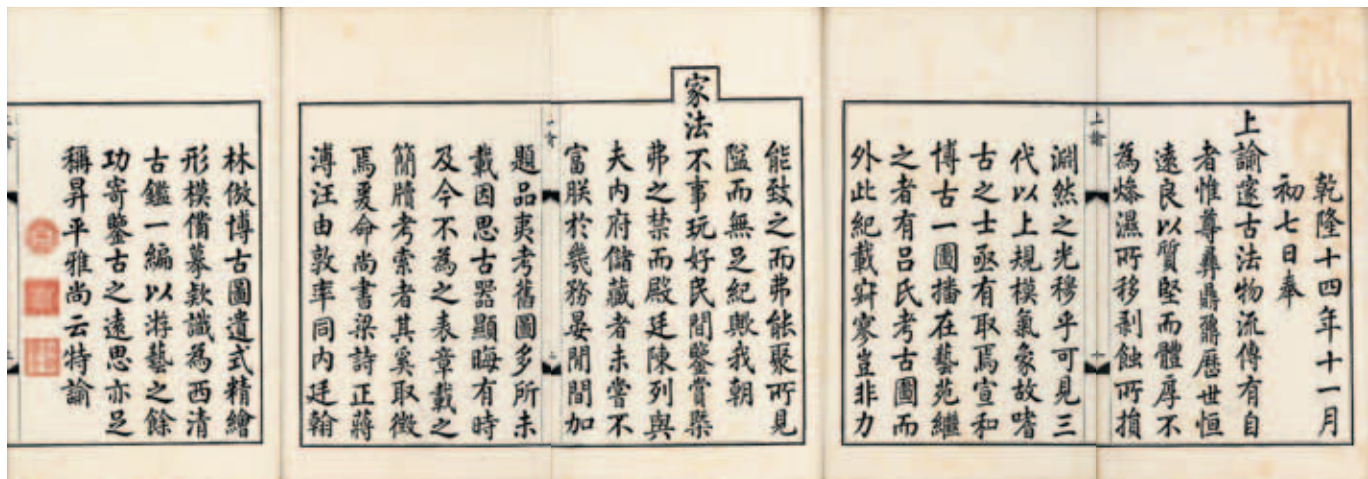 乾隆十四年十一月
初七日奉
上諭邃古法物流傳有自
者惟尊彝鼎鼐歷世恒
遠良以質堅而體厚不
為燥濕所移剥蝕所損
上諭
淵然之光穆乎可見三
代以上規模氣象故嗜
古之士亟有取焉宣和
博古一圖播在藝苑繼
之者有呂氏考古圖而
外此紀載寂寥豈非力
能致之而弗能聚所見
隘而無足紀歟我朝
家法不事玩好民間鑒賞槩
弗之禁而殿廷陳列與
夫內府儲藏者未嘗不
富朕於幾務晏閒間加
題品夷考舊圖多所未
載因思古器顯晦有時
及今不為之表章載之
簡牘考索者其奚取徵
焉爰命尚書梁詩正蔣
溥汪由敦率同內廷翰
林倣博古圖遺式精繪
形模備摹欵識為西清
古鑑一編以游藝之餘
功寄鑒古之遠思亦足
稱昇平雅尚云特諭